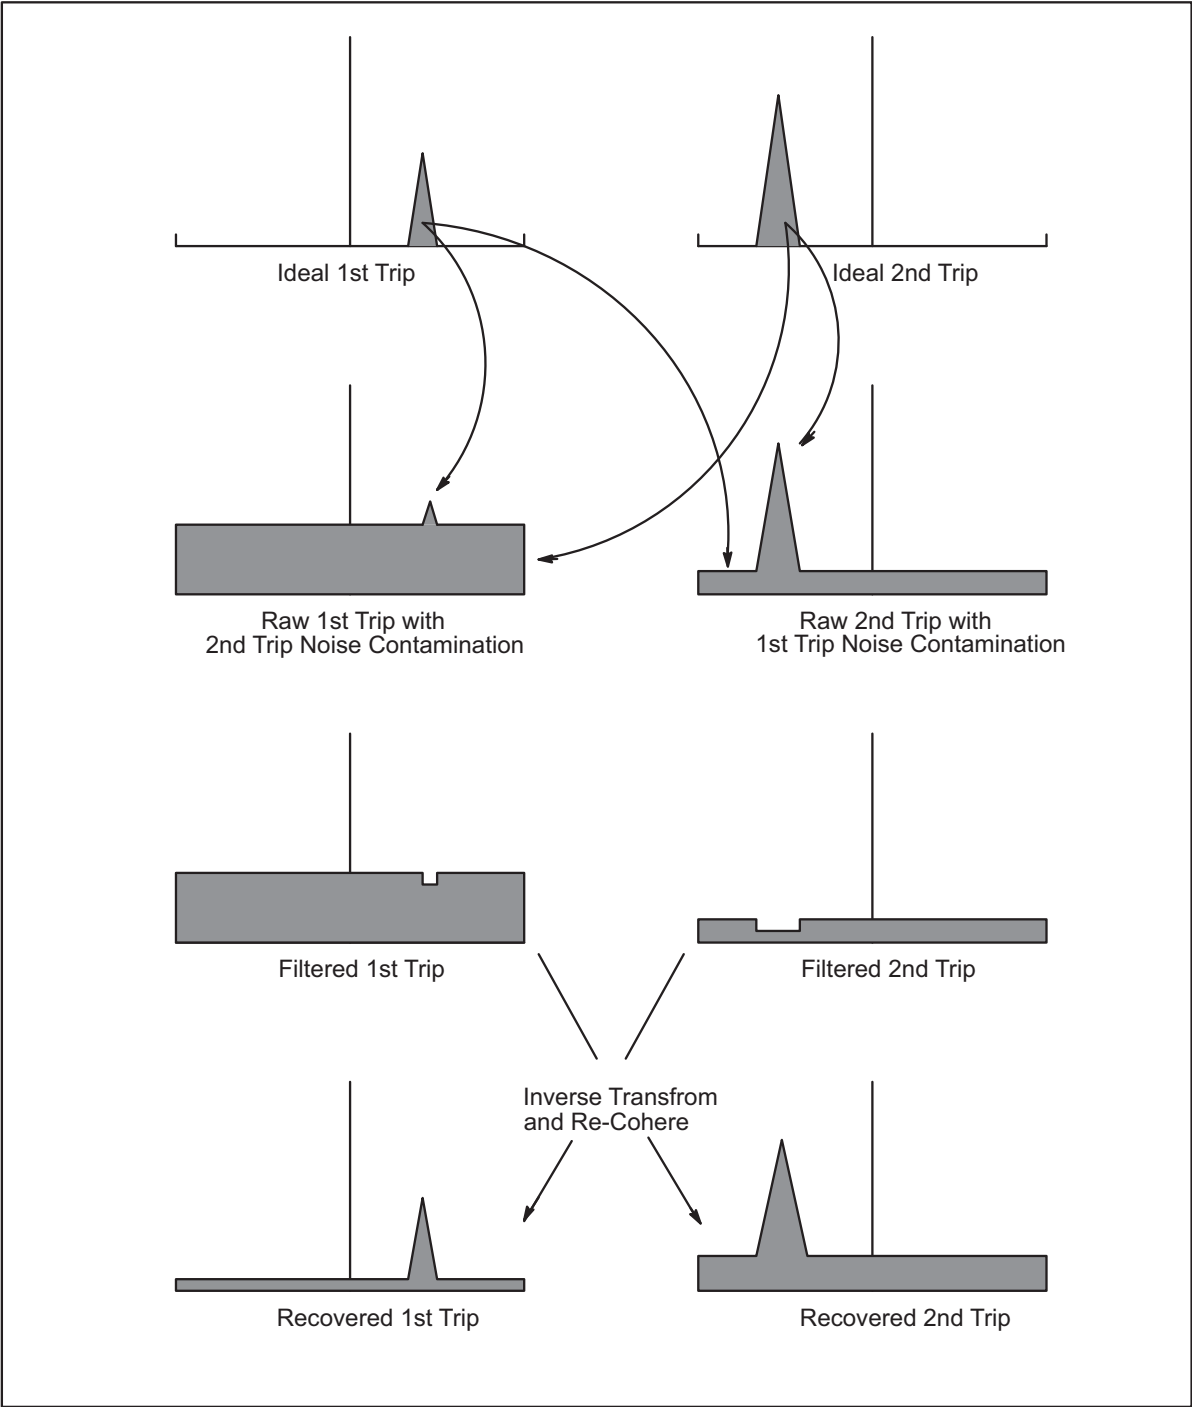 Ideal 1st Trip
Ideal 2nd Trip
Raw 1st Trip with
2nd Trip Noise Contamination
Raw 2nd Trip with
1st Trip Noise Contamination
Filtered 1st Trip
Filtered 2nd Trip
Inverse Transfrom
and Re-Cohere
Recovered 1st Trip
Recovered 2nd Trip